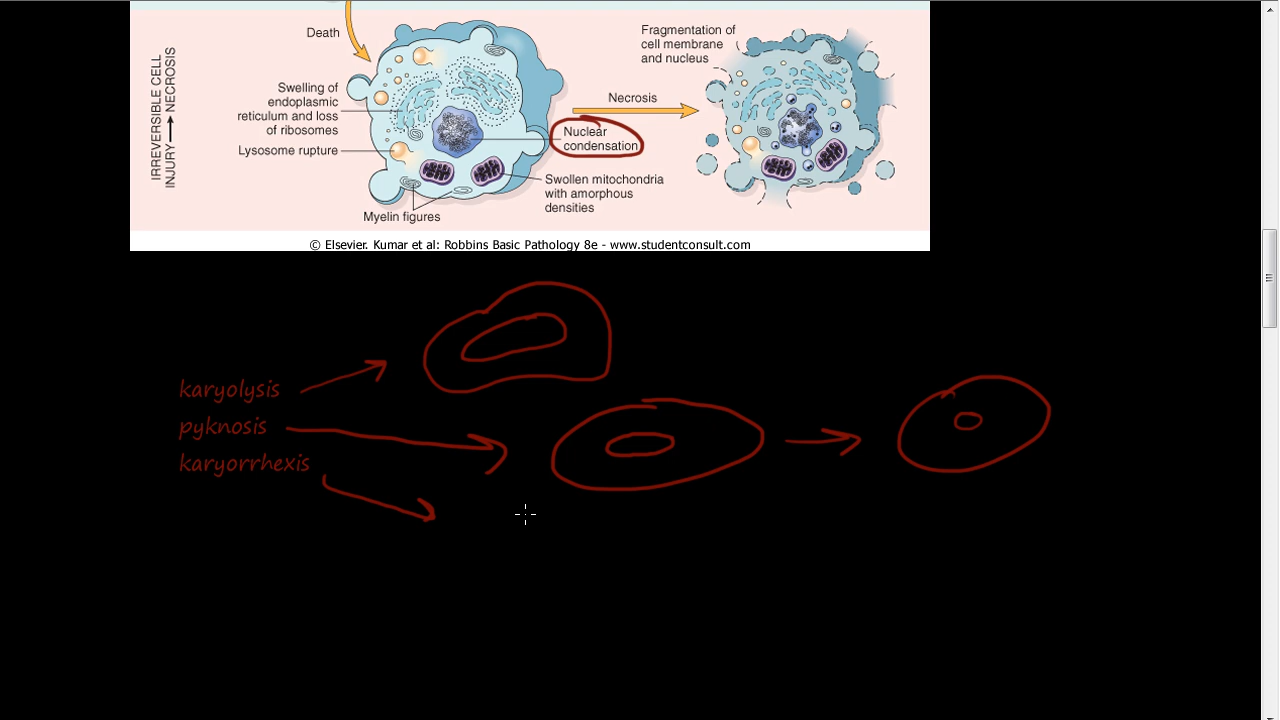 Death
Fragmentation of
cell membrane
and nucleus
IRREVERSIBLE CELL
INJURY → NECROSIS
Swelling of
endoplasmic
reticulum and loss
of ribosomes
Necrosis
Nuclear
condensation
Lysosome rupture
Swollen mitochondria
with amorphous
densities
Myelin figures
© Elsevier. Kumar et al: Robbins Basic Pathology 8e - www.studentconsult.com
karyolysis
pyknosis
karyorrhexis